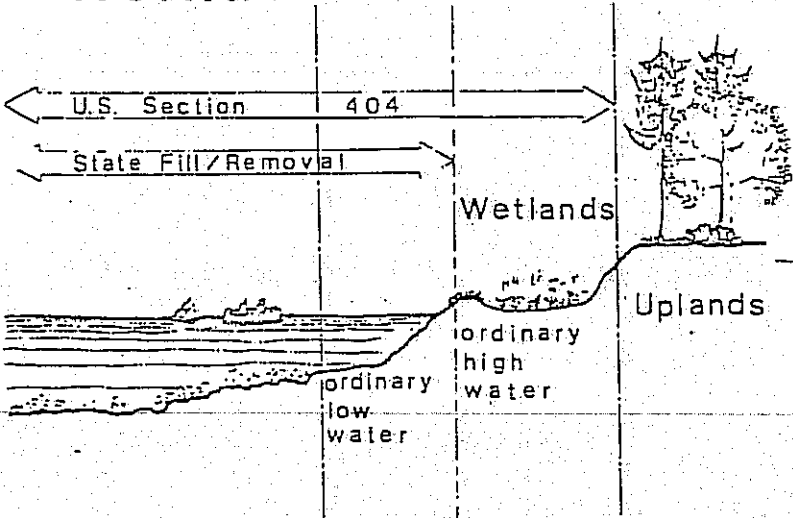 U.S. Section 404
State Fill/Removal
Wetlands
Uplands
ordinary
high
water
ordinary
low
water